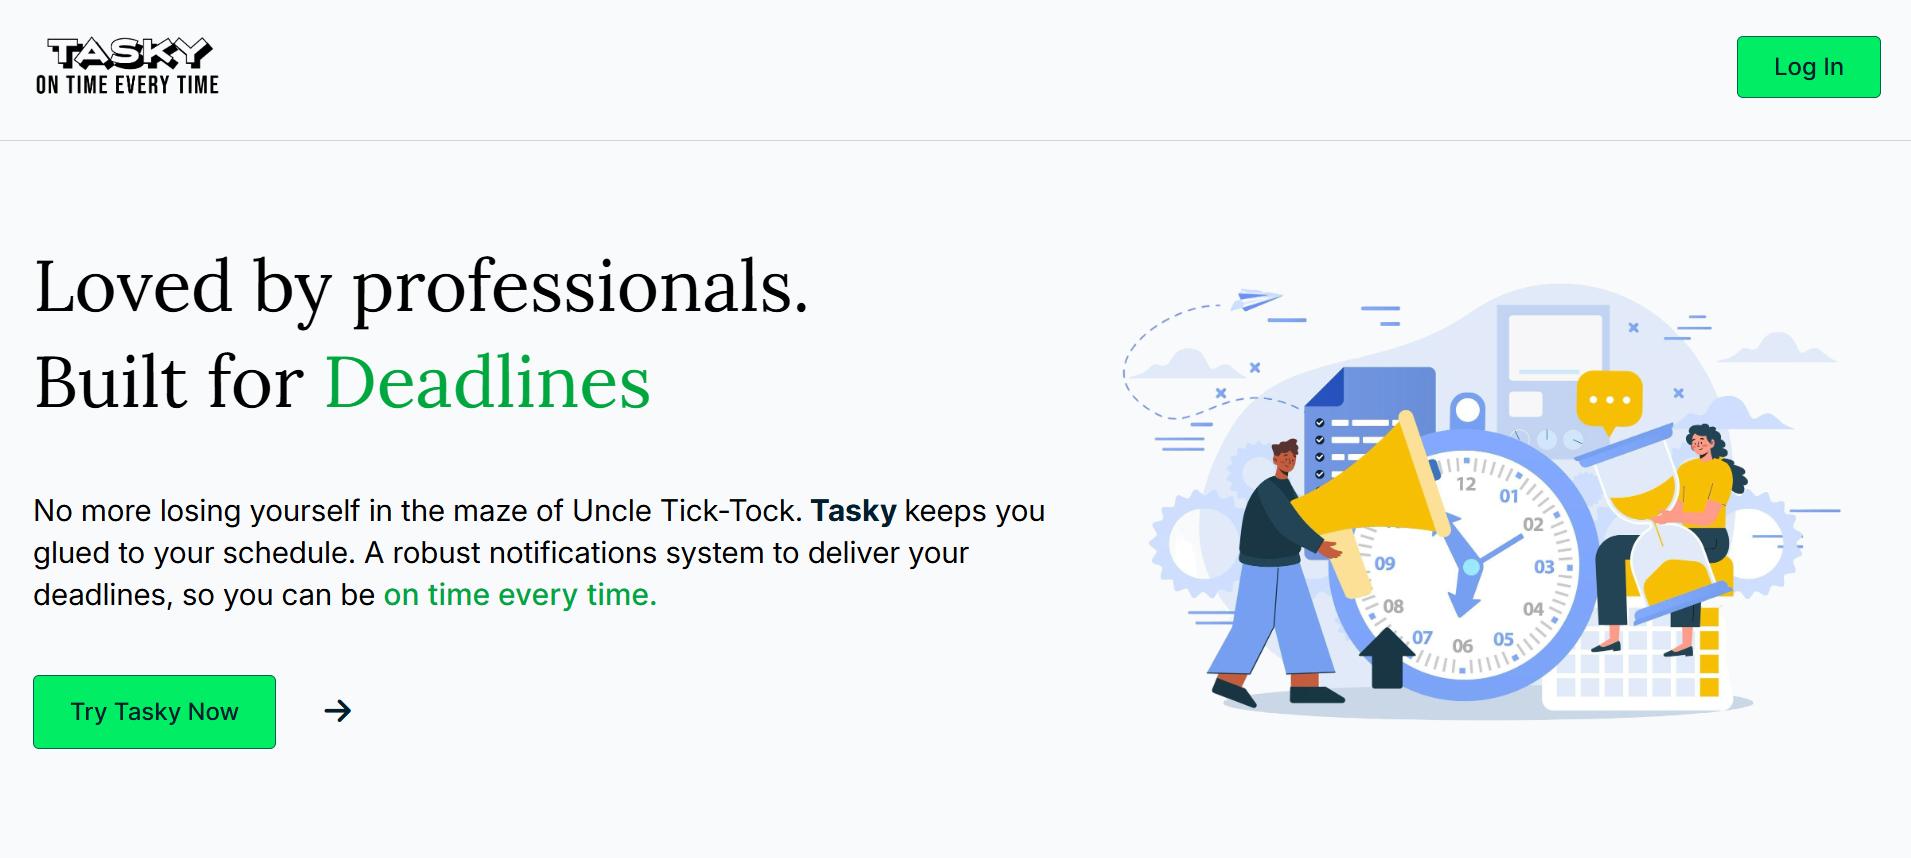 TASKY
ON TIME EVERY TIME
Log In
Loved by professionals.
Built for Deadlines
No more losing yourself in the maze of Uncle Tick-Tock. Tasky keeps you
glued to your schedule. A robust notifications system to deliver your
deadlines, so you can be on time every time.
Try Tasky Now
12
01
02
09
03
08
04
07
06
05